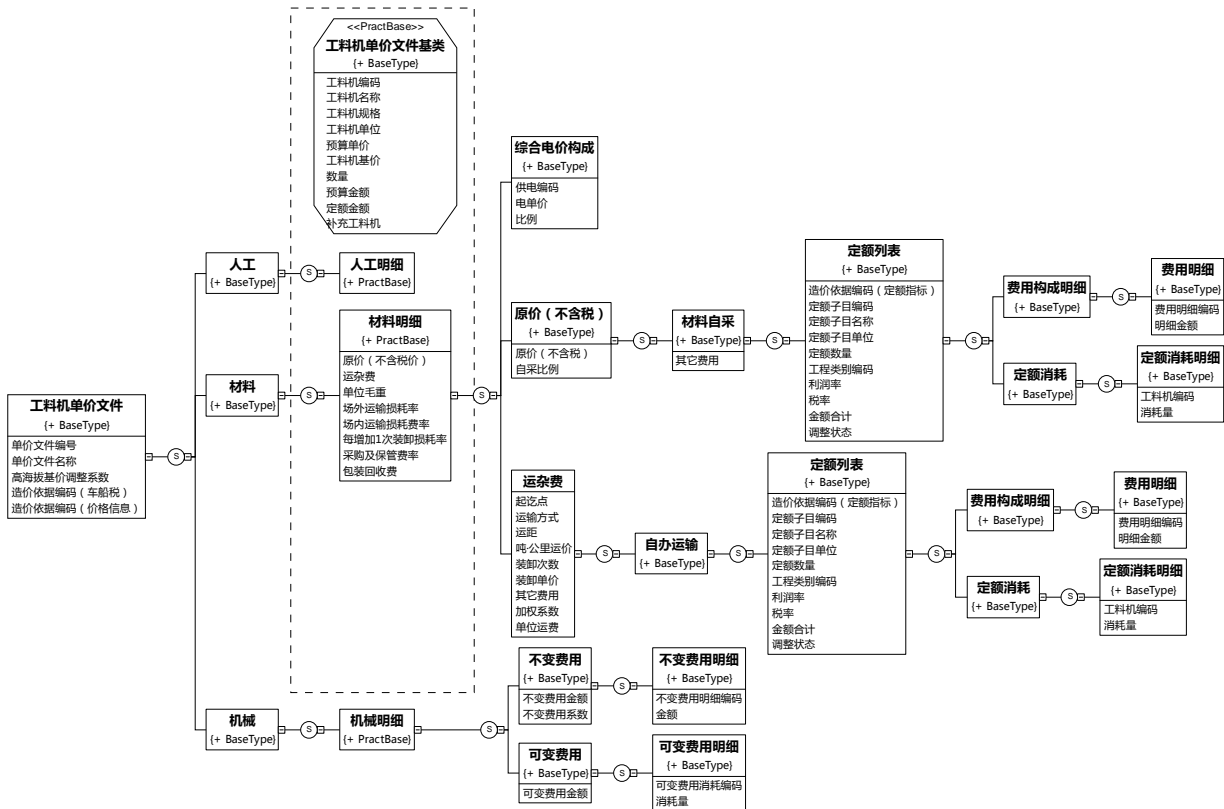 <<PractBase>>
工料机单价文件基类
{+ BaseType}
工料机编码
工料机名称
工料机规格
工料机单位
预算单价
工料机基价
数量
预算金额
定额金额
补充工料机
工料机单价文件
{+ BaseType}
单价文件编号
单价文件名称
高海拔基价调整系数
造价依据编码（车船税）
造价依据编码（价格信息）
S
人工
{+ BaseType}
S
人工明细
{+ PractBase}
材料
{+ BaseType}
S
材料明细
{+ PractBase}
原价（不含税价）
运杂费
单位毛重
场外运输损耗率
场内运输损耗费率
每增加1次装卸损耗率
采购及保管费率
包装回收费
S
综合电价构成
{+ BaseType}
供电编码
电单价
比例
原价（不含税）
{+ BaseType}
原价（不含税）
自采比例
S
材料自采
{+ BaseType}
其它费用
S
定额列表
{+ BaseType}
造价依据编码（定额指标）
定额子目编码
定额子目名称
定额子目单位
定额数量
工程类别编码
利润率
税率
金额合计
调整状态
S
费用构成明细
{+ BaseType}
S
费用明细
{+ BaseType}
费用明细编码
明细金额
定额消耗
{+ BaseType}
S
定额消耗明细
{+ BaseType}
工料机编码
消耗量
运杂费
{+ BaseType}
起讫点
运输方式
运距
吨·公里运价
装卸次数
装卸单价
其它费用
加权系数
单位运费
S
自办运输
{+ BaseType}
S
定额列表
{+ BaseType}
造价依据编码（定额指标）
定额子目编码
定额子目名称
定额子目单位
定额数量
工程类别编码
利润率
税率
金额合计
调整状态
S
费用构成明细
{+ BaseType}
S
费用明细
{+ BaseType}
费用明细编码
明细金额
定额消耗
{+ BaseType}
S
定额消耗明细
{+ BaseType}
工料机编码
消耗量
机械
{+ BaseType}
S
机械明细
{+ PractBase}
S
不变费用
{+ BaseType}
不变费用金额
不变费用系数
S
不变费用明细
{+ BaseType}
不变费用明细编码
金额
可变费用
{+ BaseType}
可变费用金额
S
可变费用明细
{+ BaseType}
可变费用消耗编码
消耗量